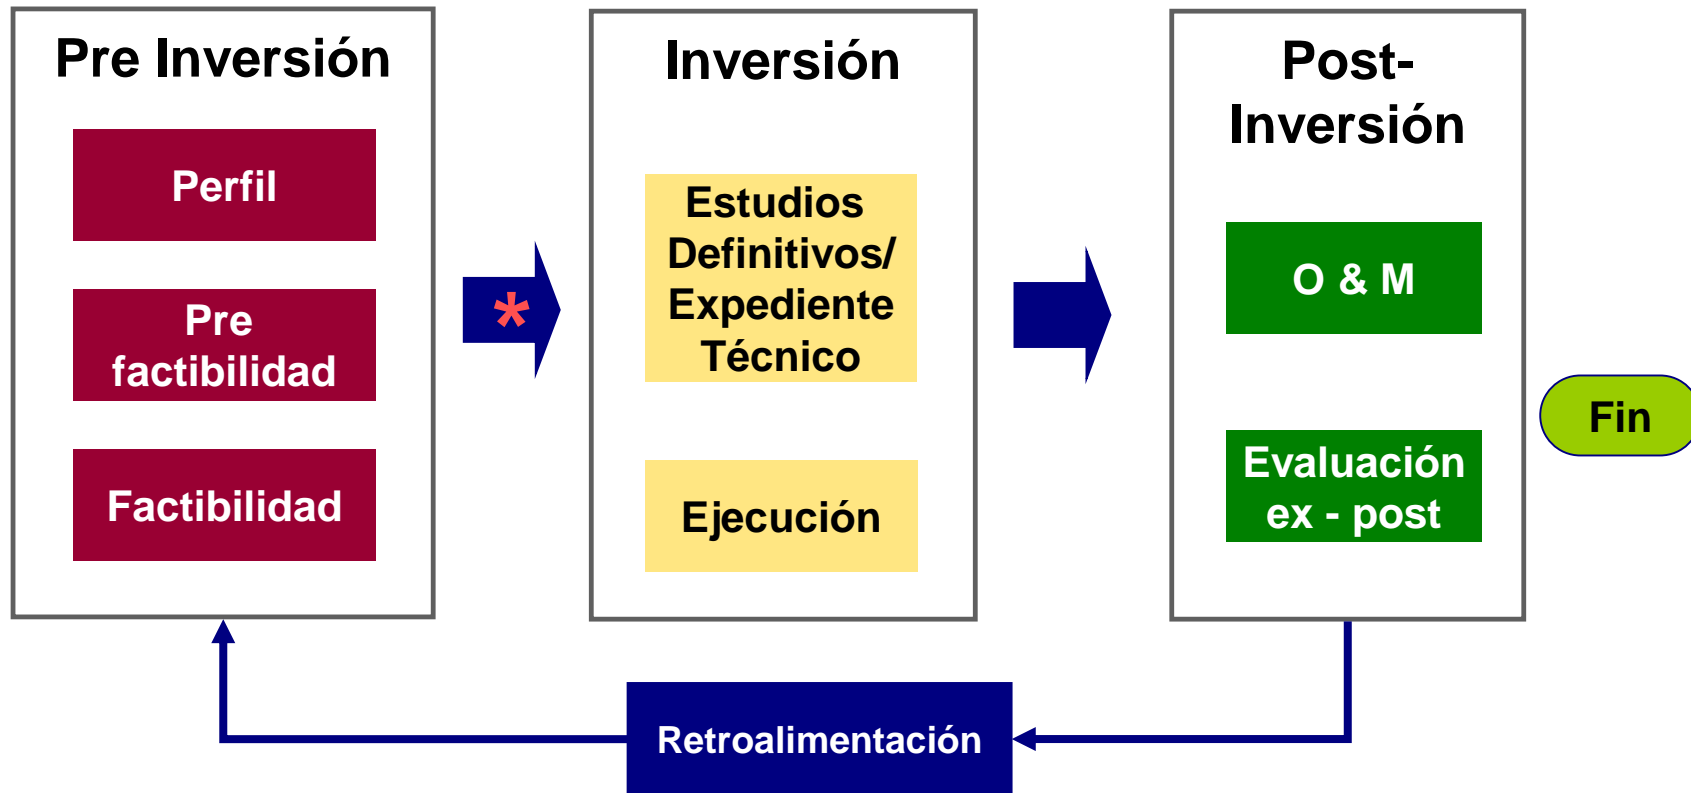 Pre Inversión
Perfil
Pre
factibilidad
Factibilidad
*
Inversión
Estudios
Definitivos/
Expediente
Técnico
Ejecución
Post-
Inversión
O & M
Evaluación
ex - post
Fin
Retroalimentación